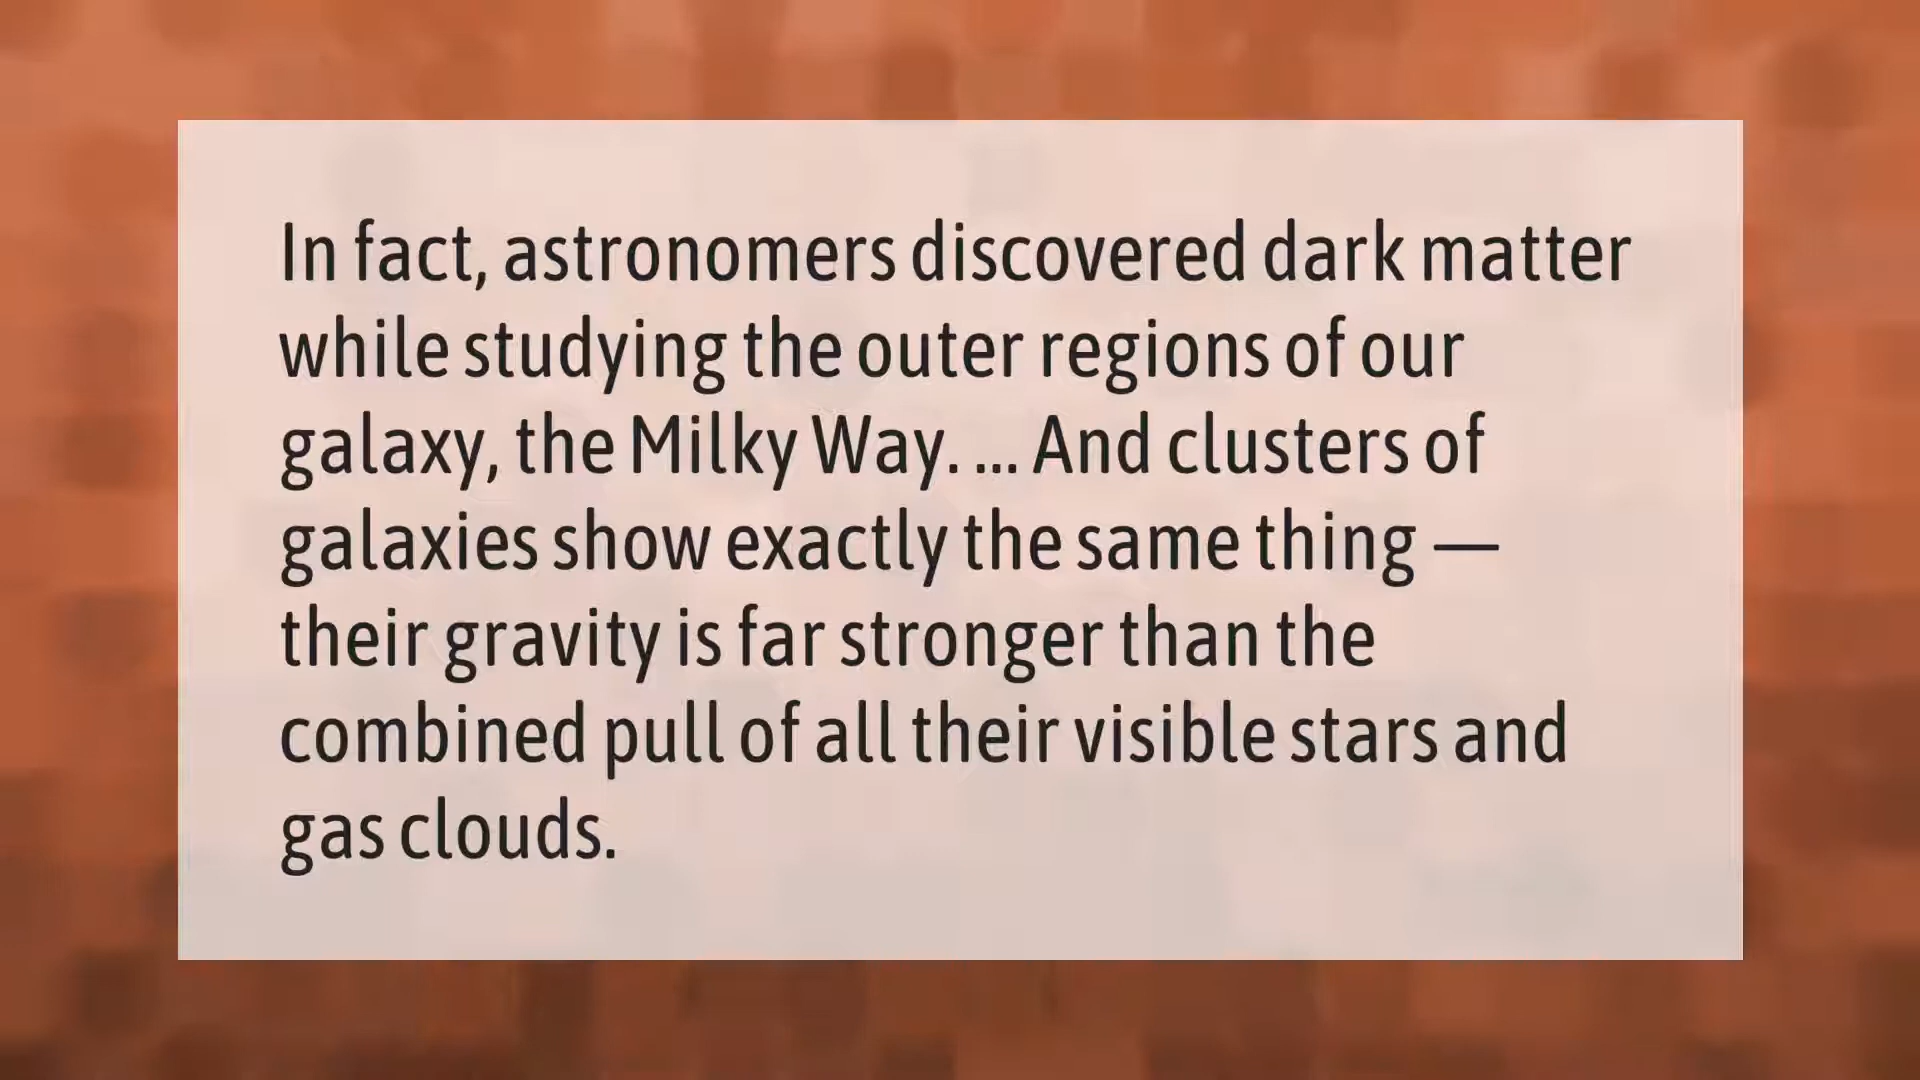 In fact, astronomers discovered dark matter
while studying the outer regions of our
galaxy, the Milky Way. ... And clusters of
galaxies show exactly the same thing —
their gravity is far stronger than the
combined pull of all their visible stars and
gas clouds.